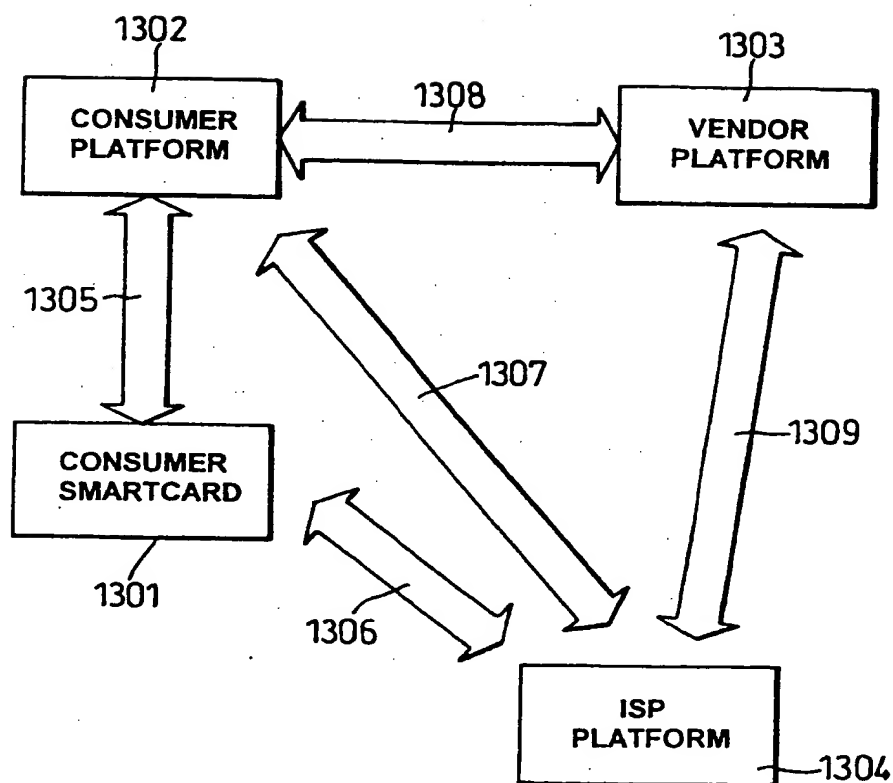 1302
1303
CONSUMER
PLATFORM
1308
VENDOR
PLATFORM
1305
1307
1309
CONSUMER
SMARTCARD
1301
1306
ISP
PLATFORM
1304